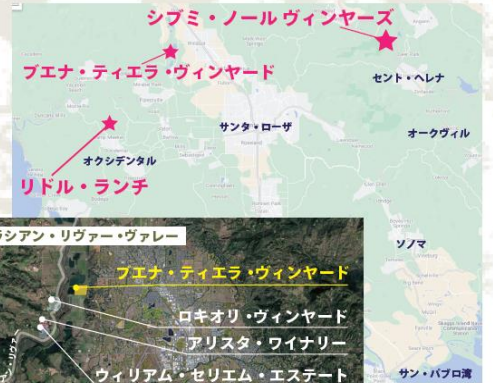 シブミ・ノール ヴィンヤーズ
ブエナ・ティエラ・ヴィンヤード
セント・ヘレナ
サンタ・ローザ
オークヴィル
オクシデンタル
リドル・ランチ
ラシアン・リヴァー・ヴァレー
ソノマ
ブエナ・ティエラ・ヴィンヤード
ロキオリ・ヴィンヤード
アリスタ・ワイナリー
ウィリアム・セリエム・エステート
サン・パブロ湾